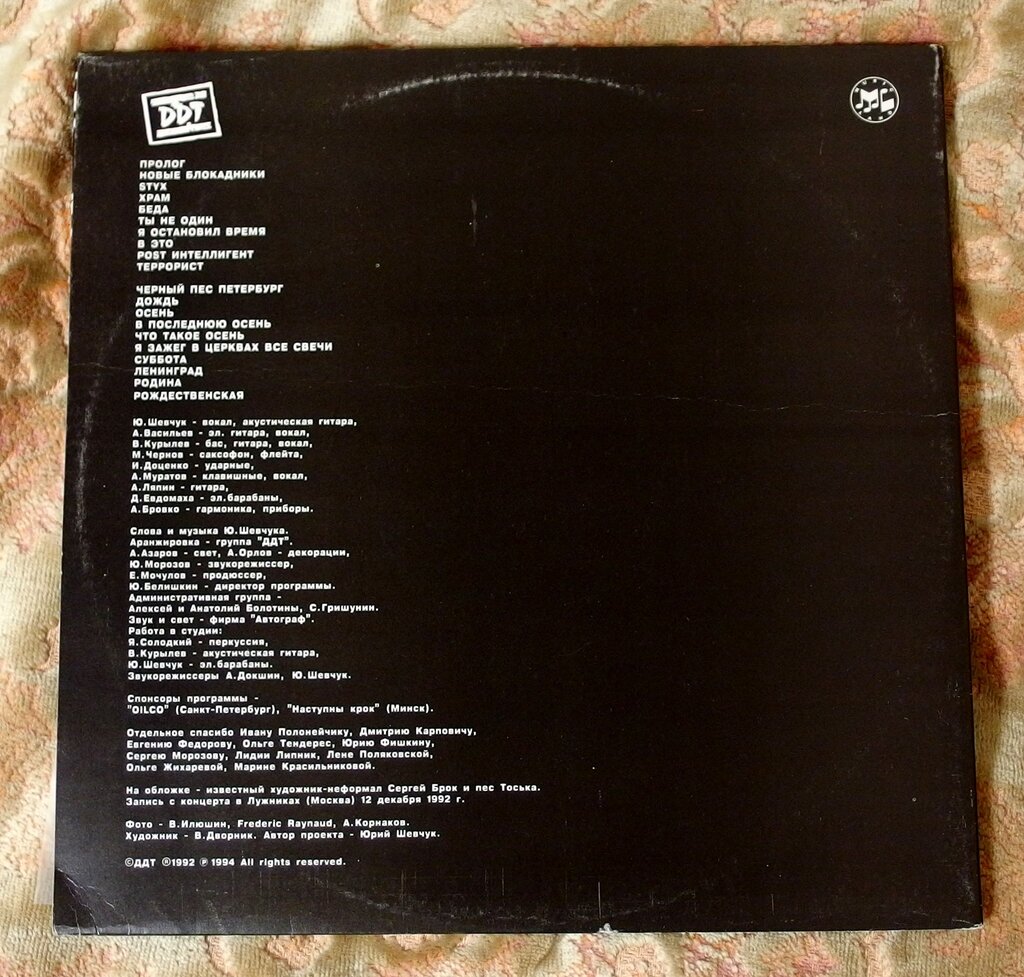 DDT
MUSIC
LAND
ПРОЛОГ
НОВЫЕ БЛОКАДНИКИ
STYX
ХРАМ
БЕДА
ТЫ НЕ ОДИН
Я ОСТАНОВИЛ ВРЕМЯ
В ЭТО
POST ИНТЕЛЛИГЕНТ
ТЕРРОРИСТ
ЧЕРНЫЙ ПЕС ПЕТЕРБУРГ
ДОЖДЬ
ОСЕНЬ
В ПОСЛЕДНЮЮ ОСЕНЬ
ЧТО ТАКОЕ ОСЕНЬ
Я ЗАЖЕГ В ЦЕРКВАХ ВСЕ СВЕЧИ
СУББОТА
ЛЕНИНГРАД
РОДИНА
РОЖДЕСТВЕНСКАЯ
Ю.Шевчук - вокал, акустическая гитара,
А.Васильев - эл. гитара, вокал,
В.Курылев - бас, гитара, вокал,
М.Чернов - саксофон, флейта,
И.Доценко - ударные,
А.Муратов - клавишные, вокал,
А.Ляпин - гитара,
Д.Евдомаха - эл.барабаны,
А.Бровко - гармоника, приборы.
Слова и музыка Ю.Шевчука.
Аранжировка - группа "ДДТ".
А.Азаров - свет, А.Орлов - декорации,
Ю.Морозов - звукорежиссер,
Е.Мочулов - продюссер,
Ю.Белишкин - директор программы.
Административная группа -
Алексей и Анатолий Болотины, С.Гришунин.
Звук и свет - фирма "Автограф".
Работа в студии:
Я.Солодкий - перкуссия,
В.Курылев - акустическая гитара,
Ю.Шевчук - эл.барабаны.
Звукорежиссеры А.Докшин, Ю.Шевчук.
Спонсоры программы -
"OILCO" (Санкт-Петербург), "Наступны крок" (Минск).
Отдельное спасибо Ивану Полонейчику, Дмитрию Карповичу,
Евгению Федорову, Ольге Тендерес, Юрию Фишкину,
Сергею Морозову, Лидии Липник, Лене Поляковской,
Ольге Жихаревой, Марине Красильниковой.
На обложке - известный художник-неформал Сергей Брок и пес Тоська.
Запись с концерта в Лужниках (Москва) 12 декабря 1992 г.
Фото - В.Илюшин, Frederic Raynaud, А.Корнаков.
Художник - В.Дворник. Автор проекта - Юрий Шевчук.
©ДДТ ®1992 ℗ 1994 All rights reserved.